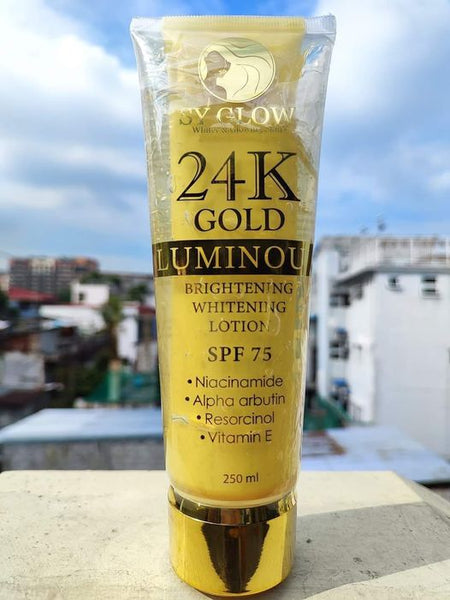 SY GLOW
24K
GOLD
LUMINOU
BRIGHTENING
WHITENING
LOTION
SPF 75
• Niacinamide
• Alpha arbutin
• Resorcinol
• Vitamin E
250 ml